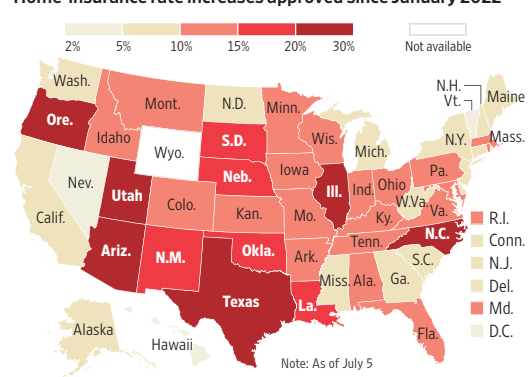 Home-insurance rate increases approved since January 2022
2% 5% 10% 15% 20% 30%
Not available
Wash.
Ore.
Calif.
Nev.
Idaho
Mont.
Wyo.
Utah
Ariz.
Colo.
N.M.
N.D.
S.D.
Neb.
Kan.
Okla.
Texas
Minn.
Iowa
Mo.
Ark.
La.
Wis.
Ill.
Mich.
Ind.
Ohio
Ky.
Tenn.
Miss.
Ala.
Ga.
Fla.
S.C.
N.C.
Va.
W.Va.
Pa.
N.Y.
Vt.
N.H.
Maine
Mass.
R.I.
Conn.
N.J.
Del.
Md.
D.C.
Alaska
Hawaii
Note: As of July 5